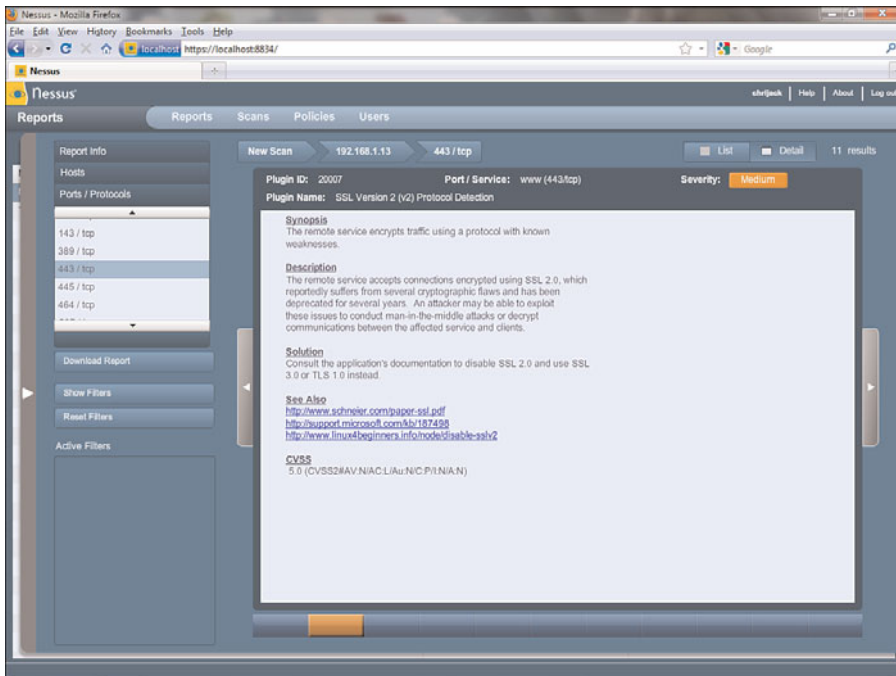 Nessus - Mozilla Firefox
File Edit View History Bookmarks Tools Help
localhost https://localhost:8834/
Google
Nessus
Nessus
chrijack Help About Log out
Reports
Reports Scans Policies Users
Report Info
Hosts
Ports / Protocols
143 / tcp
389 / tcp
443 / tcp
445 / tcp
464 / tcp
Download Report
Show Filters
Reset Filters
Active Filters
New Scan 192.168.1.13 443 / tcp
List Detail 11 results
Plugin ID: 20007 Port / Service: www (443/tcp) Severity: Medium
Plugin Name: SSL Version 2 (v2) Protocol Detection
Synopsis
The remote service encrypts traffic using a protocol with known
weaknesses.
Description
The remote service accepts connections encrypted using SSL 2.0, which
reportedly suffers from several cryptographic flaws and has been
deprecated for several years. An attacker may be able to exploit
these issues to conduct man-in-the-middle attacks or decrypt
communications between the affected service and clients.
Solution
Consult the application's documentation to disable SSL 2.0 and use SSL
3.0 or TLS 1.0 instead.
See Also
http://www.schneier.com/paper-ssl.pdf
http://support.microsoft.com/kb/187498
http://www.linux4beginners.info/node/disable-sslv2
CVSS
5.0 (CVSS2#AV:N/AC:L/Au:N/C:P/I:N/A:N)